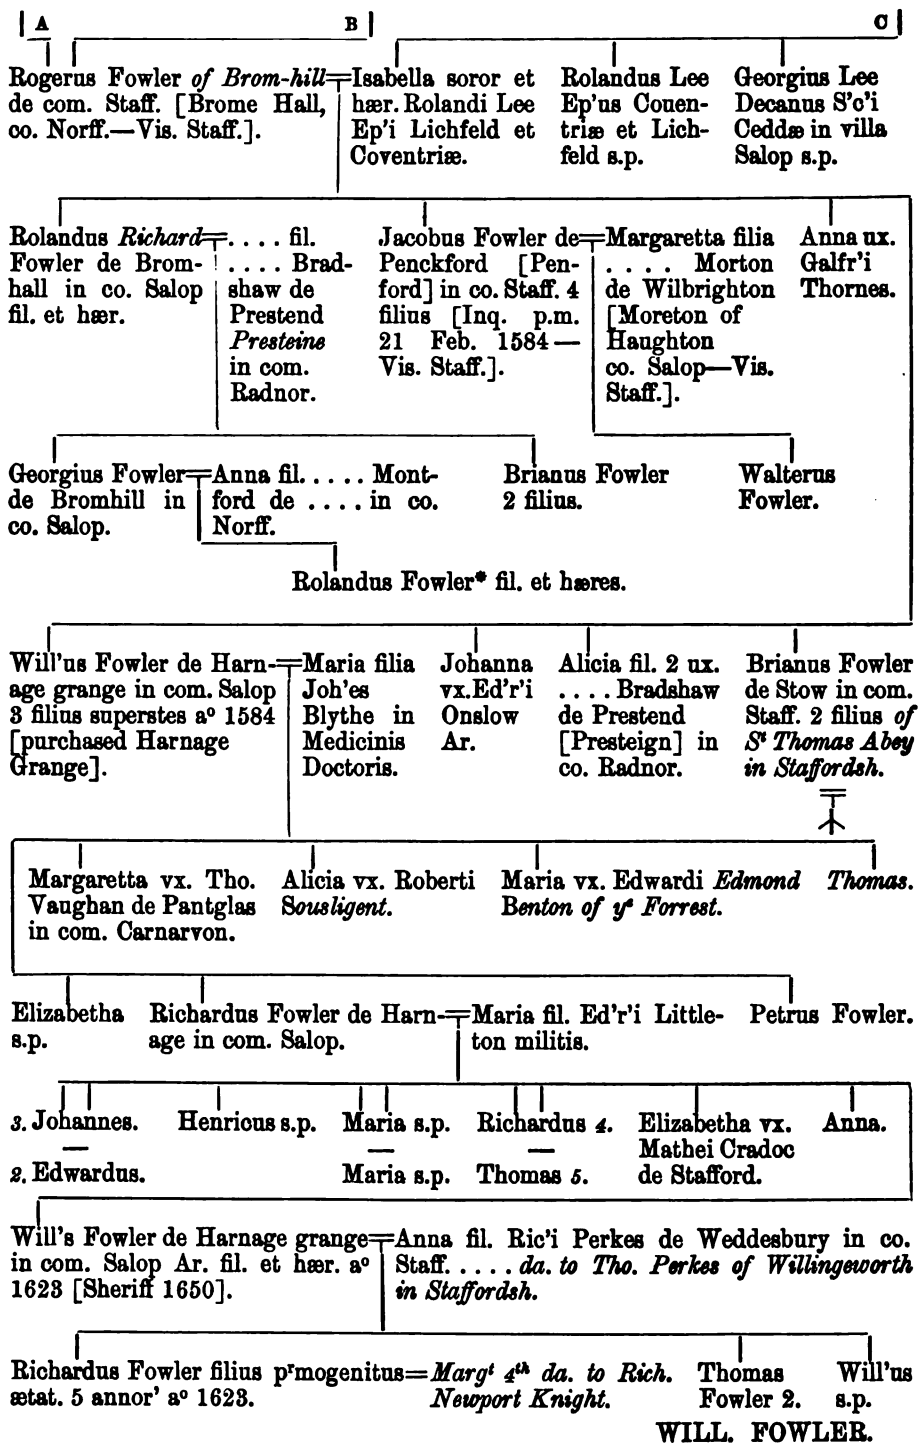 A B C
Rogerus Fowler of Brom-hill
de com. Staff. [Brome Hall,
co. Norff.—Vis. Staff.].
Isabella soror et
hær. Rolandi Lee
Ep'i Lichfeld et
Coventriæ.
Rolandus Lee
Ep'us Couen-
triæ et Lich-
feld s.p.
Georgius Lee
Decanus S'c'i
Ceddæ in villa
Salop s.p.
Rolandus Richard
Fowler de Brom-
hall in co. Salop
fil. et hær.
. . . . fil.
. . . . Brad-
shaw de
Prestend
Presteine
in com.
Radnor.
Jacobus Fowler de
Penckford [Pen-
ford] in co. Staff. 4
filius [Inq. p.m.
21 Feb. 1584—
Vis. Staff.].
Margaretta filia
. . . . Morton
de Wilbrighton
[Moreton of
Haughton
co. Salop—Vis.
Staff.].
Anna ux.
Galfr'i
Thornes.
Georgius Fowler
de Bromhill in
co. Salop.
Anna fil. . . . . Mont-
ford de . . . . in co.
Norff.
Brianus Fowler
2 filius.
Walterus
Fowler.
Rolandus Fowler* fil. et hæres.
Will'us Fowler de Harn-
age grange in com. Salop
3 filius superstes aº 1584
[purchased Harnage
Grange].
Maria filia
Joh'es
Blythe in
Medicinis
Doctoris.
Johanna
vx. Ed'r'i
Onslow
Ar.
Alicia fil. 2 ux.
. . . . Bradshaw
de Prestend
[Presteign] in
co. Radnor.
Brianus Fowler
de Stow in com.
Staff. 2 filius of
Sᵗ Thomas Abey
in Staffordsh.
Margaretta vx. Tho.
Vaughan de Pantglas
in com. Carnarvon.
Alicia vx. Roberti
Sousligent.
Maria vx. Edwardi Edmond
Benton of yᵉ Forrest.
Thomas.
Elizabetha
s.p.
Richardus Fowler de Harn-
age in com. Salop.
Maria fil. Ed'r'i Little-
ton militis.
Petrus Fowler.
3. Johannes.
2. Edwardus.
Henricus s.p.
Maria s.p.
Maria s.p.
Richardus 4.
Thomas 5.
Elizabetha vx.
Mathei Cradoc
de Stafford.
Anna.
Will's Fowler de Harnage grange
in com. Salop Ar. fil. et hær. aº
1623 [Sheriff 1650].
Anna fil. Ric'i Perkes de Weddesbury in co.
Staff. . . . . da. to Tho. Perkes of Willingsworth
in Staffordsh.
Richardus Fowler filius pʳmogenitus
ætat. 5 annor' aº 1623.
Margᵗ 4ᵗʰ da. to Rich.
Newport Knight.
Thomas
Fowler 2.
Will'us
s.p.
WILL. FOWLER.